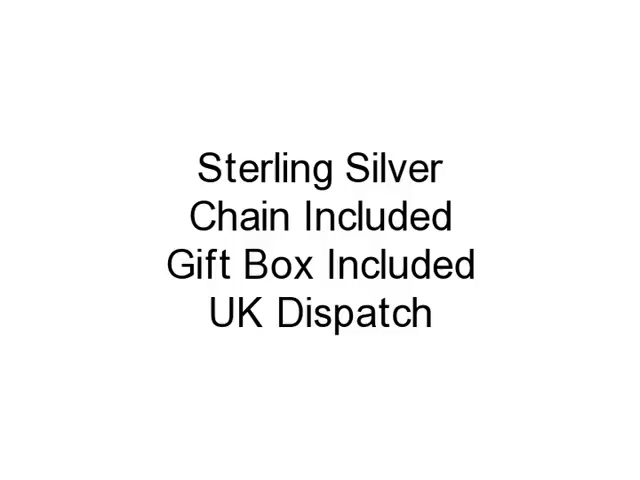 Sterling Silver
Chain Included
Gift Box Included
UK Dispatch